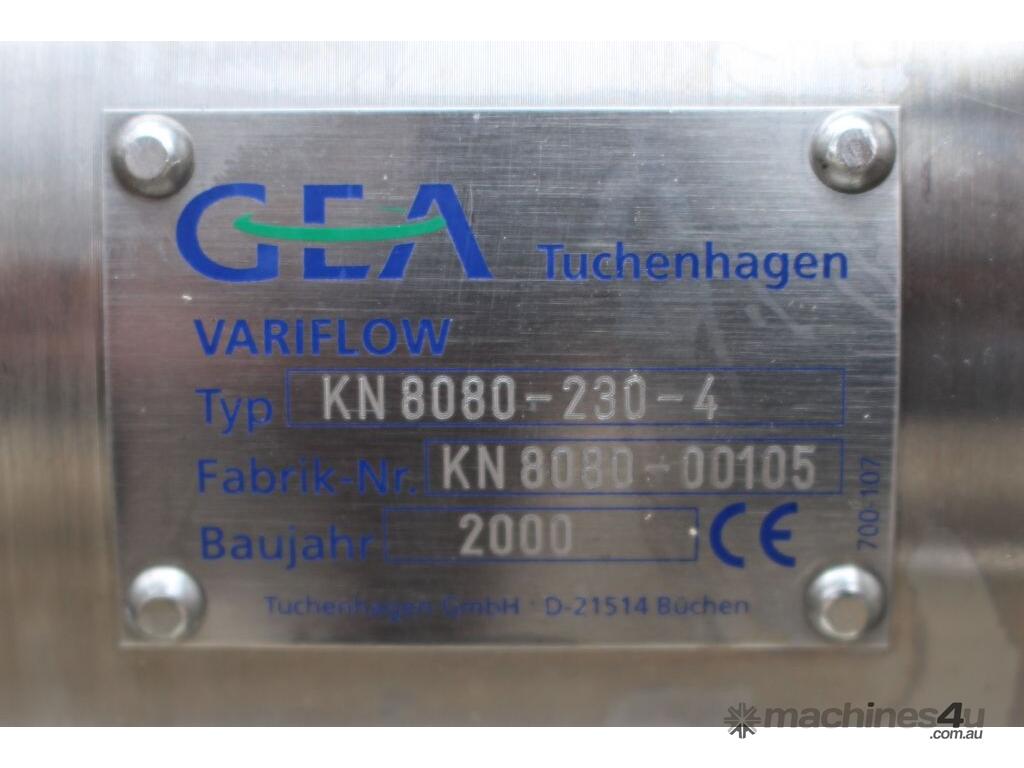 GEA Tuchenhagen
VARIFLOW
Typ KN 8080-230-4
Fabrik-Nr. KN 8080-00105
Baujahr 2000 CE
700-107
Tuchenhagen GmbH · D-21514 Büchen
machines4u
.com.au